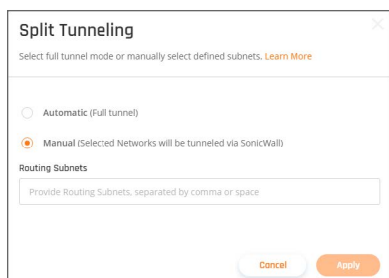 Split Tunneling
Select full tunnel mode or manually select defined subnets. Learn More
Automatic (Full tunnel)
Manual (Selected Networks will be tunneled via SonicWall)
Routing Subnets
Provide Routing Subnets, separated by comma or space
Cancel
Apply